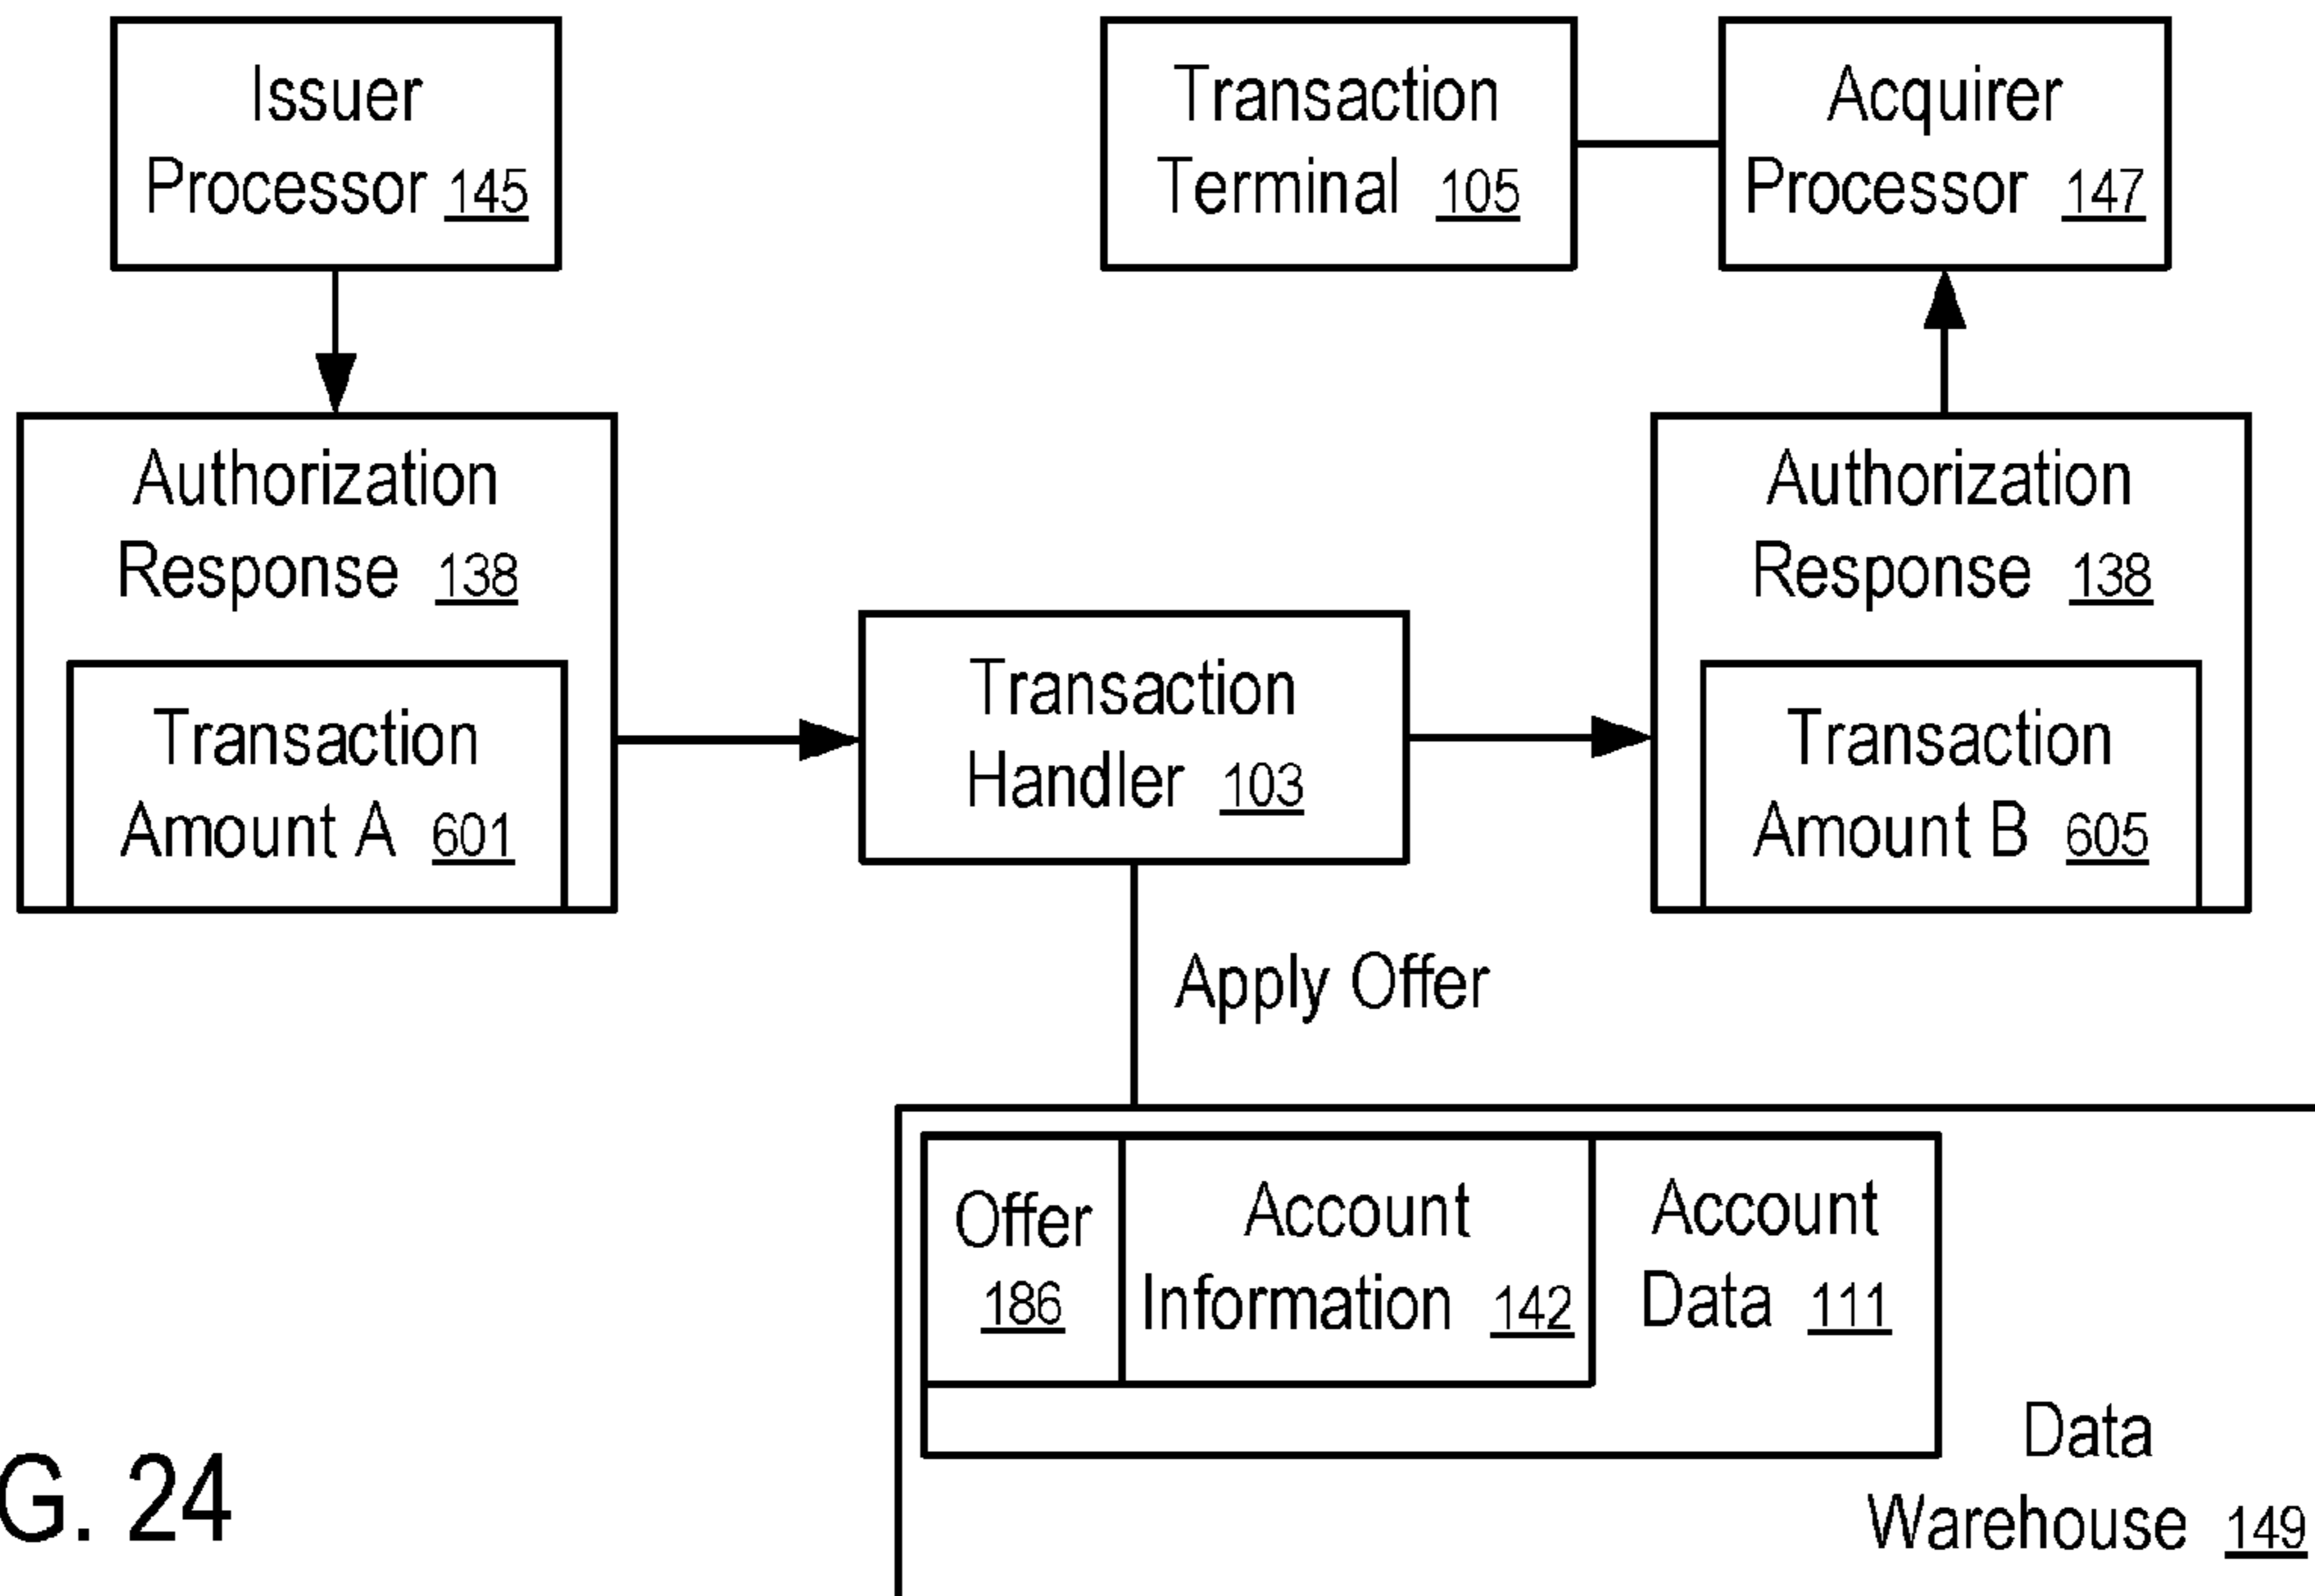 Issuer
Processor 145
Transaction
Terminal 105
Acquirer
Processor 147
Authorization
Response 138
Transaction
Amount A 601
Transaction
Handler 103
Authorization
Response 138
Transaction
Amount B 605
Apply Offer
Offer
186
Account
Information 142
Account
Data 111
Data
Warehouse 149
G. 24